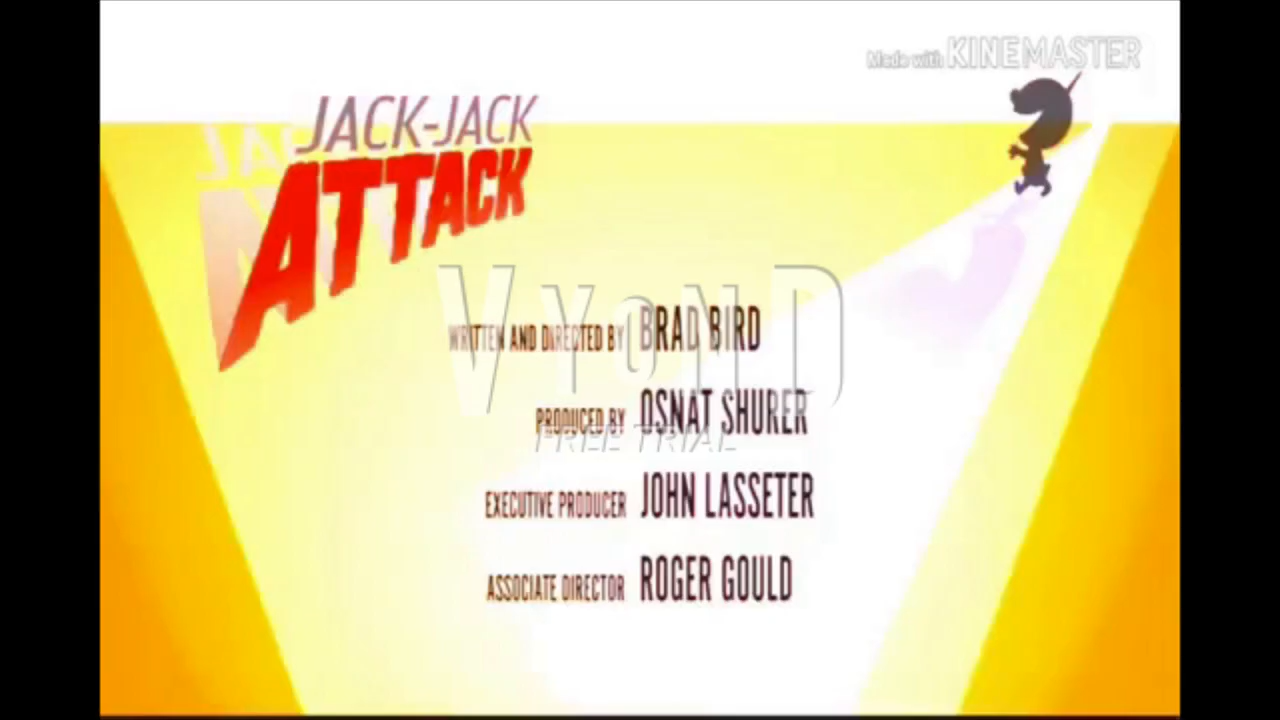 Made with KINEMASTER
JACK-JACK
ATTACK
VYOND
WRITTEN AND DIRECTED BY BRAD BIRD
PRODUCED BY OSNAT SHURER
FREE TRIAL
EXECUTIVE PRODUCER JOHN LASSETER
ASSOCIATE DIRECTOR ROGER GOULD